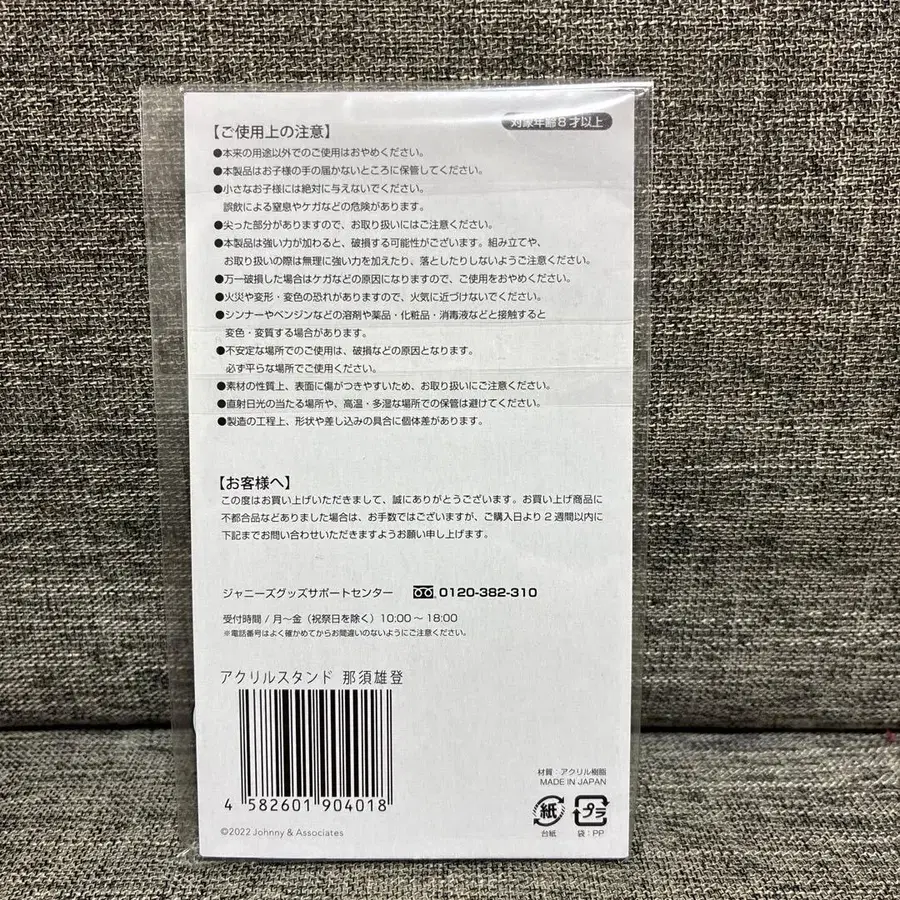 対象年齢8才以上
【ご使用上の注意】
●本来の用途以外でのご使用はおやめください。
●本製品はお子様の手の届かないところに保管してください。
●小さなお子様には絶対に与えないでください。
誤飲による窒息やケガなどの危険があります。
●尖った部分がありますので、お取り扱いにはご注意ください。
●本製品は強い力が加わると、破損する可能性がございます。組み立てや、
お取り扱いの際は無理に強い力を加えたり、落としたりしないようご注意ください。
●万一破損した場合はケガなどの原因になりますので、ご使用をおやめください。
●火災や変形・変色の恐れがありますので、火気に近づけないでください。
●シンナーやベンジンなどの溶剤や薬品・化粧品・消毒液などと接触すると
変色・変質する場合があります。
●不安定な場所でのご使用は、破損などの原因となります。
必ず平らな場所でご使用ください。
●素材の性質上、表面に傷がつきやすいため、お取り扱いにご注意ください。
●直射日光の当たる場所や、高温・多湿な場所での保管は避けてください。
●製造の工程上、形状や差し込みの具合に個体差があります。
【お客様へ】
この度はお買い上げいただきまして、誠にありがとうございます。お買い上げ商品に
不都合品などありました場合は、お手数ではございますが、ご購入日より2週間以内に
下記までお問い合わせいただきますようお願い申し上げます。
ジャニーズグッズサポートセンター 0120-382-310
受付時間 / 月〜金（祝祭日を除く）10:00〜18:00
※電話番号はよく確かめてからお間違いのないようにご注意ください。
アクリルスタンド 那須雄登
4 582601 904018
©2022 Johnny & Associates
材質：アクリル樹脂
MADE IN JAPAN
紙 プラ
台紙 袋：PP